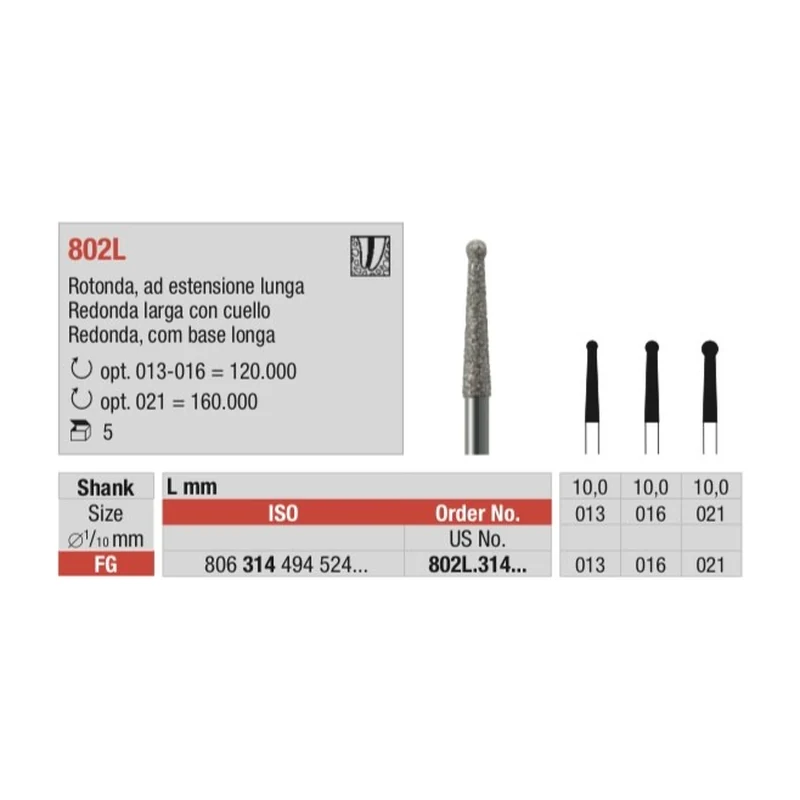 802L
Rotonda, ad estensione lunga
Redonda larga con cuello
Redonda, com base longa
opt. 013-016 = 120.000
opt. 021 = 160.000
5
Shank L mm 10,0 10,0 10,0
Size ISO Order No. 013 016 021
⌀1/10 mm US No.
FG 806 314 494 524... 802L.314... 013 016 021